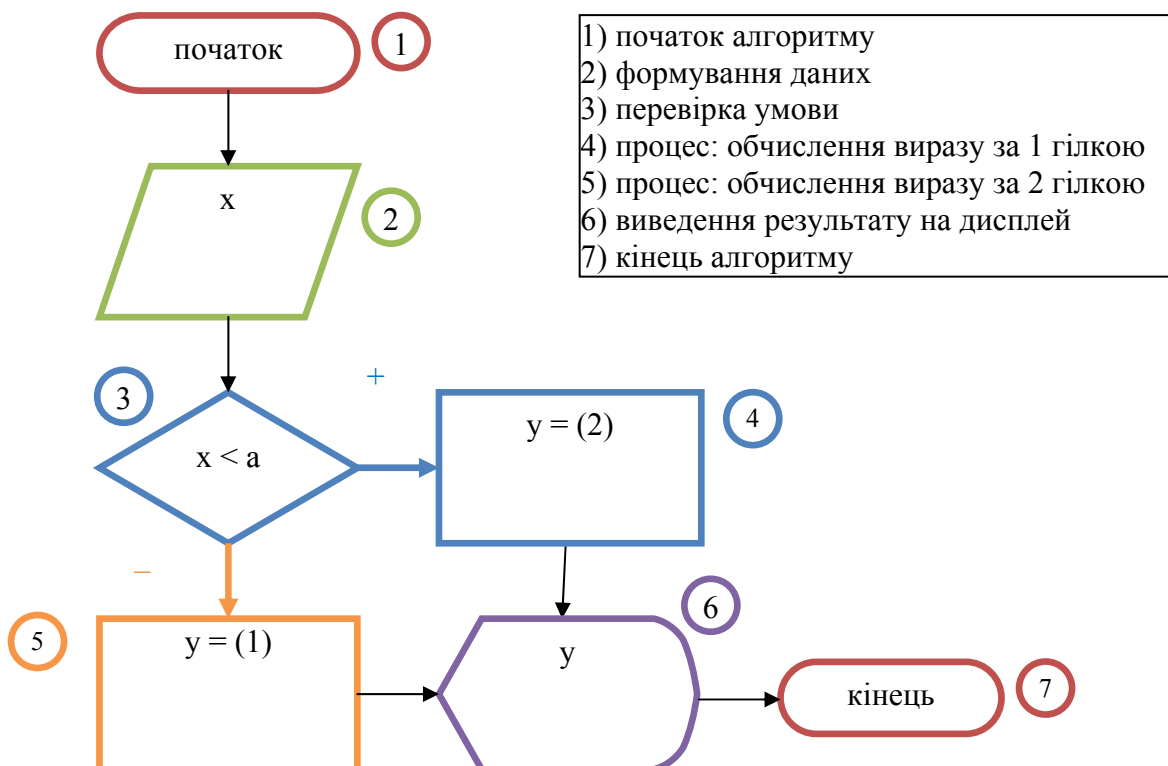 початок
1
1) початок алгоритму
2) формування даних
3) перевірка умови
4) процес: обчислення виразу за 1 гілкою
5) процес: обчислення виразу за 2 гілкою
6) виведення результату на дисплей
7) кінець алгоритму
x
2
3
+
x < a
y = (2)
4
–
5
y = (1)
y
6
кінець
7